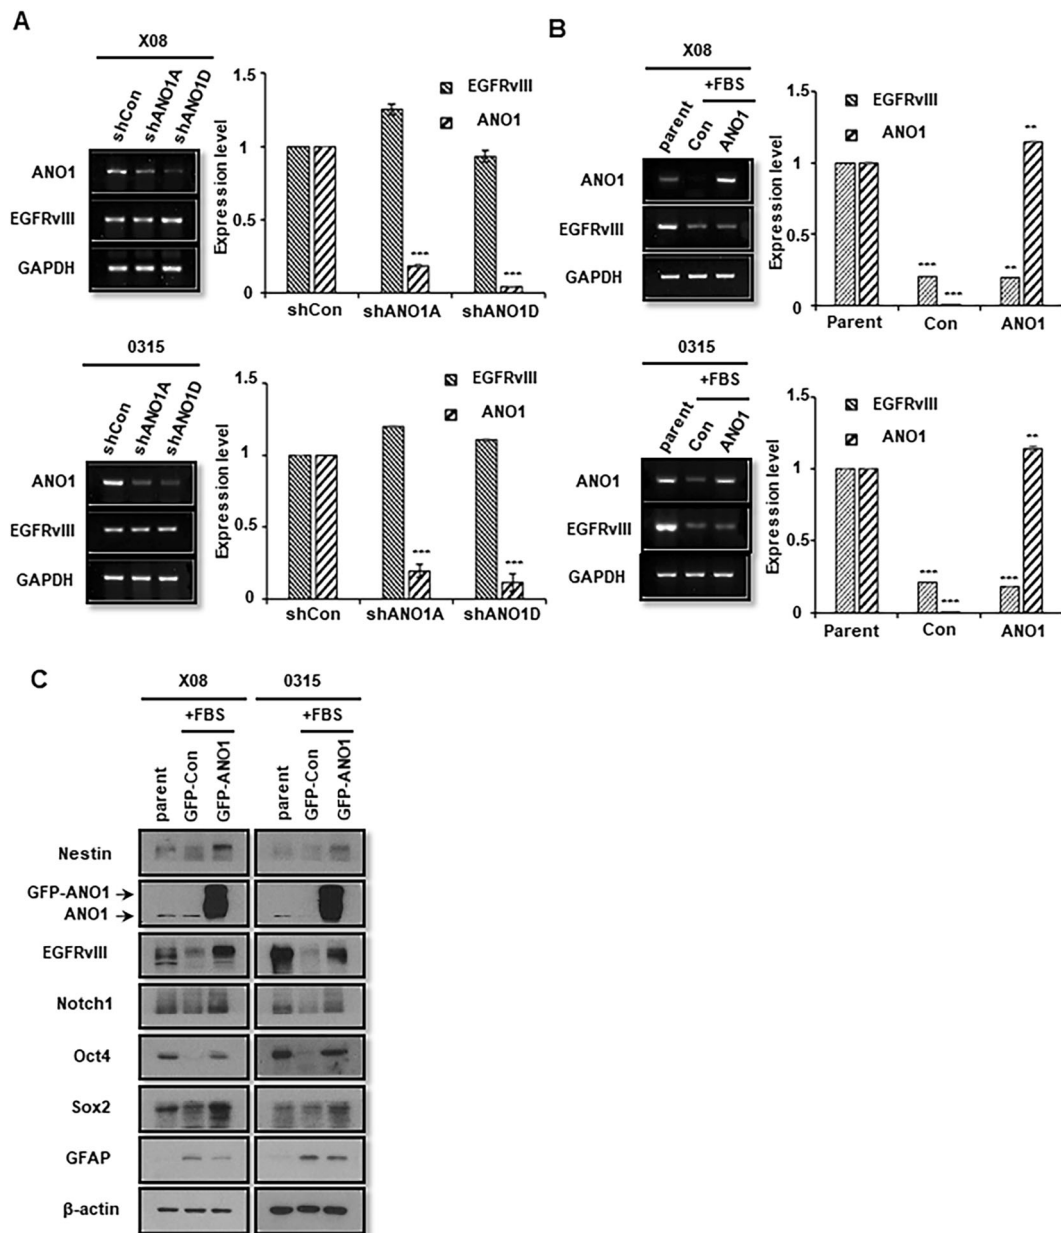 A
X08
shCon
shANO1A
shANO1D
ANO1
EGFRvIII
GAPDH
Expression level
1.5
1
0.5
0
EGFRvIII
ANO1
***
***
shCon shANO1A shANO1D
0315
shCon
shANO1A
shANO1D
ANO1
EGFRvIII
GAPDH
Expression level
1.5
1
0.5
0
EGFRvIII
ANO1
***
***
shCon shANO1A shANO1D
B
X08
+FBS
parent
Con
ANO1
ANO1
EGFRvIII
GAPDH
Expression level
1.5
1
0.5
0
EGFRvIII
ANO1
***
***
**
**
Parent Con ANO1
0315
+FBS
parent
Con
ANO1
ANO1
EGFRvIII
GAPDH
Expression level
1.5
1
0.5
0
EGFRvIII
ANO1
***
***
***
**
Parent Con ANO1
C
X08 0315
+FBS +FBS
parent
GFP-Con
GFP-ANO1
parent
GFP-Con
GFP-ANO1
Nestin
GFP-ANO1 →
ANO1 →
EGFRvIII
Notch1
Oct4
Sox2
GFAP
β-actin